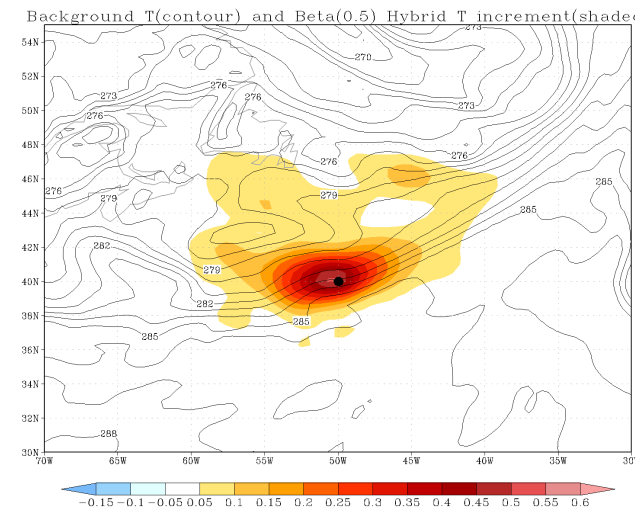 Background T(contour) and Beta(0.5) Hybrid T increment(shade
54N
52N
50N
48N
46N
44N
42N
40N
38N
36N
34N
32N
30N
273
270
276
273
276
273
276
276
276
276
279
279
285
285
282
279
282
285
285
288
70W
65W
55W
50W
45W
40W
30
-0.15 -0.1 -0.05 0.05 0.1 0.15 0.2 0.25 0.3 0.35 0.4 0.45 0.5 0.55 0.6